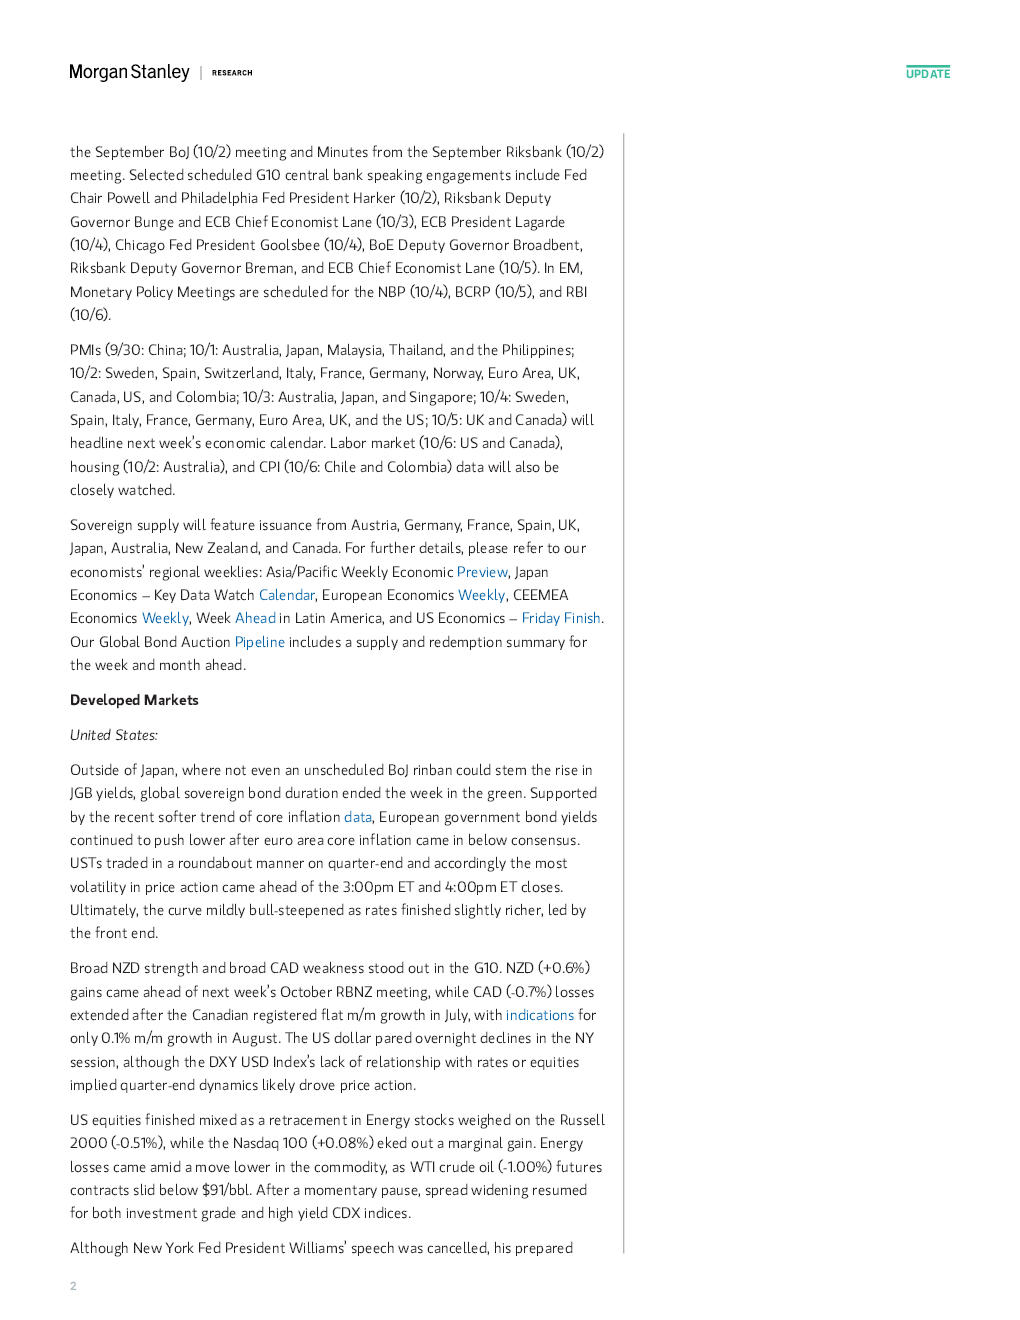 Morgan Stanley | RESEARCH
UPDATE
the September BoJ (10/2) meeting and Minutes from the September Riksbank (10/2)
meeting. Selected scheduled G10 central bank speaking engagements include Fed
Chair Powell and Philadelphia Fed President Harker (10/2), Riksbank Deputy
Governor Bunge and ECB Chief Economist Lane (10/3), ECB President Lagarde
(10/4), Chicago Fed President Goolsbee (10/4), BoE Deputy Governor Broadbent,
Riksbank Deputy Governor Breman, and ECB Chief Economist Lane (10/5). In EM,
Monetary Policy Meetings are scheduled for the NBP (10/4), BCRP (10/5), and RBI
(10/6).
PMIs (9/30: China; 10/1: Australia, Japan, Malaysia, Thailand, and the Philippines;
10/2: Sweden, Spain, Switzerland, Italy, France, Germany, Norway, Euro Area, UK,
Canada, US, and Colombia; 10/3: Australia, Japan, and Singapore; 10/4: Sweden,
Spain, Italy, France, Germany, Euro Area, UK, and the US; 10/5: UK and Canada) will
headline next week's economic calendar. Labor market (10/6: US and Canada),
housing (10/2: Australia), and CPI (10/6: Chile and Colombia) data will also be
closely watched.
Sovereign supply will feature issuance from Austria, Germany, France, Spain, UK,
Japan, Australia, New Zealand, and Canada. For further details, please refer to our
economists' regional weeklies: Asia/Pacific Weekly Economic Preview, Japan
Economics – Key Data Watch Calendar, European Economics Weekly, CEEMEA
Economics Weekly, Week Ahead in Latin America, and US Economics – Friday Finish.
Our Global Bond Auction Pipeline includes a supply and redemption summary for
the week and month ahead.
Developed Markets
United States:
Outside of Japan, where not even an unscheduled BoJ rinban could stem the rise in
JGB yields, global sovereign bond duration ended the week in the green. Supported
by the recent softer trend of core inflation data, European government bond yields
continued to push lower after euro area core inflation came in below consensus.
USTs traded in a roundabout manner on quarter-end and accordingly the most
volatility in price action came ahead of the 3:00pm ET and 4:00pm ET closes.
Ultimately, the curve mildly bull-steepened as rates finished slightly richer, led by
the front end.
Broad NZD strength and broad CAD weakness stood out in the G10. NZD (+0.6%)
gains came ahead of next week's October RBNZ meeting, while CAD (-0.7%) losses
extended after the Canadian registered flat m/m growth in July, with indications for
only 0.1% m/m growth in August. The US dollar pared overnight declines in the NY
session, although the DXY USD Index's lack of relationship with rates or equities
implied quarter-end dynamics likely drove price action.
US equities finished mixed as a retracement in Energy stocks weighed on the Russell
2000 (-0.51%), while the Nasdaq 100 (+0.08%) eked out a marginal gain. Energy
losses came amid a move lower in the commodity, as WTI crude oil (-1.00%) futures
contracts slid below $91/bbl. After a momentary pause, spread widening resumed
for both investment grade and high yield CDX indices.
Although New York Fed President Williams' speech was cancelled, his prepared
2